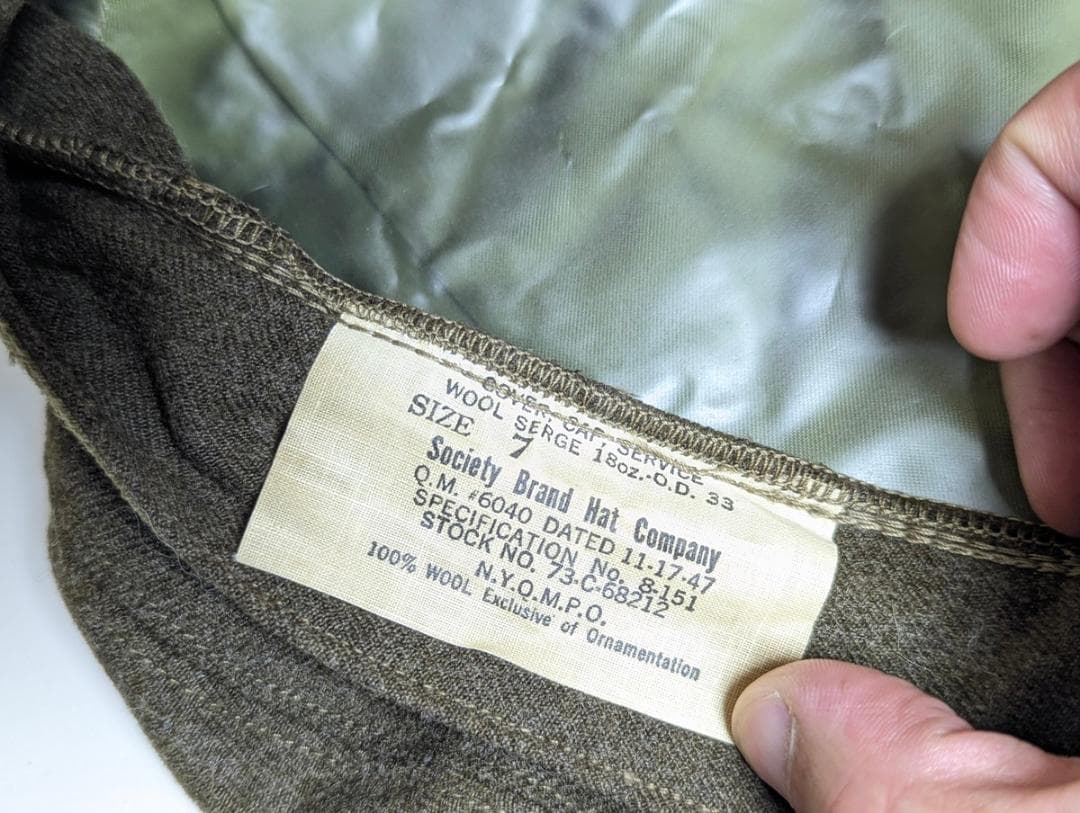 COVER, CAP, SERVICE
WOOL SERGE 18oz.-O.D. 33
SIZE 7
Society Brand Hat Company
Q.M. #6040 DATED 11-17-47
SPECIFICATION No. 8-151
STOCK NO. 73-C-68212
N.Y.Q.M.P.O.
100% WOOL Exclusive of Ornamentation